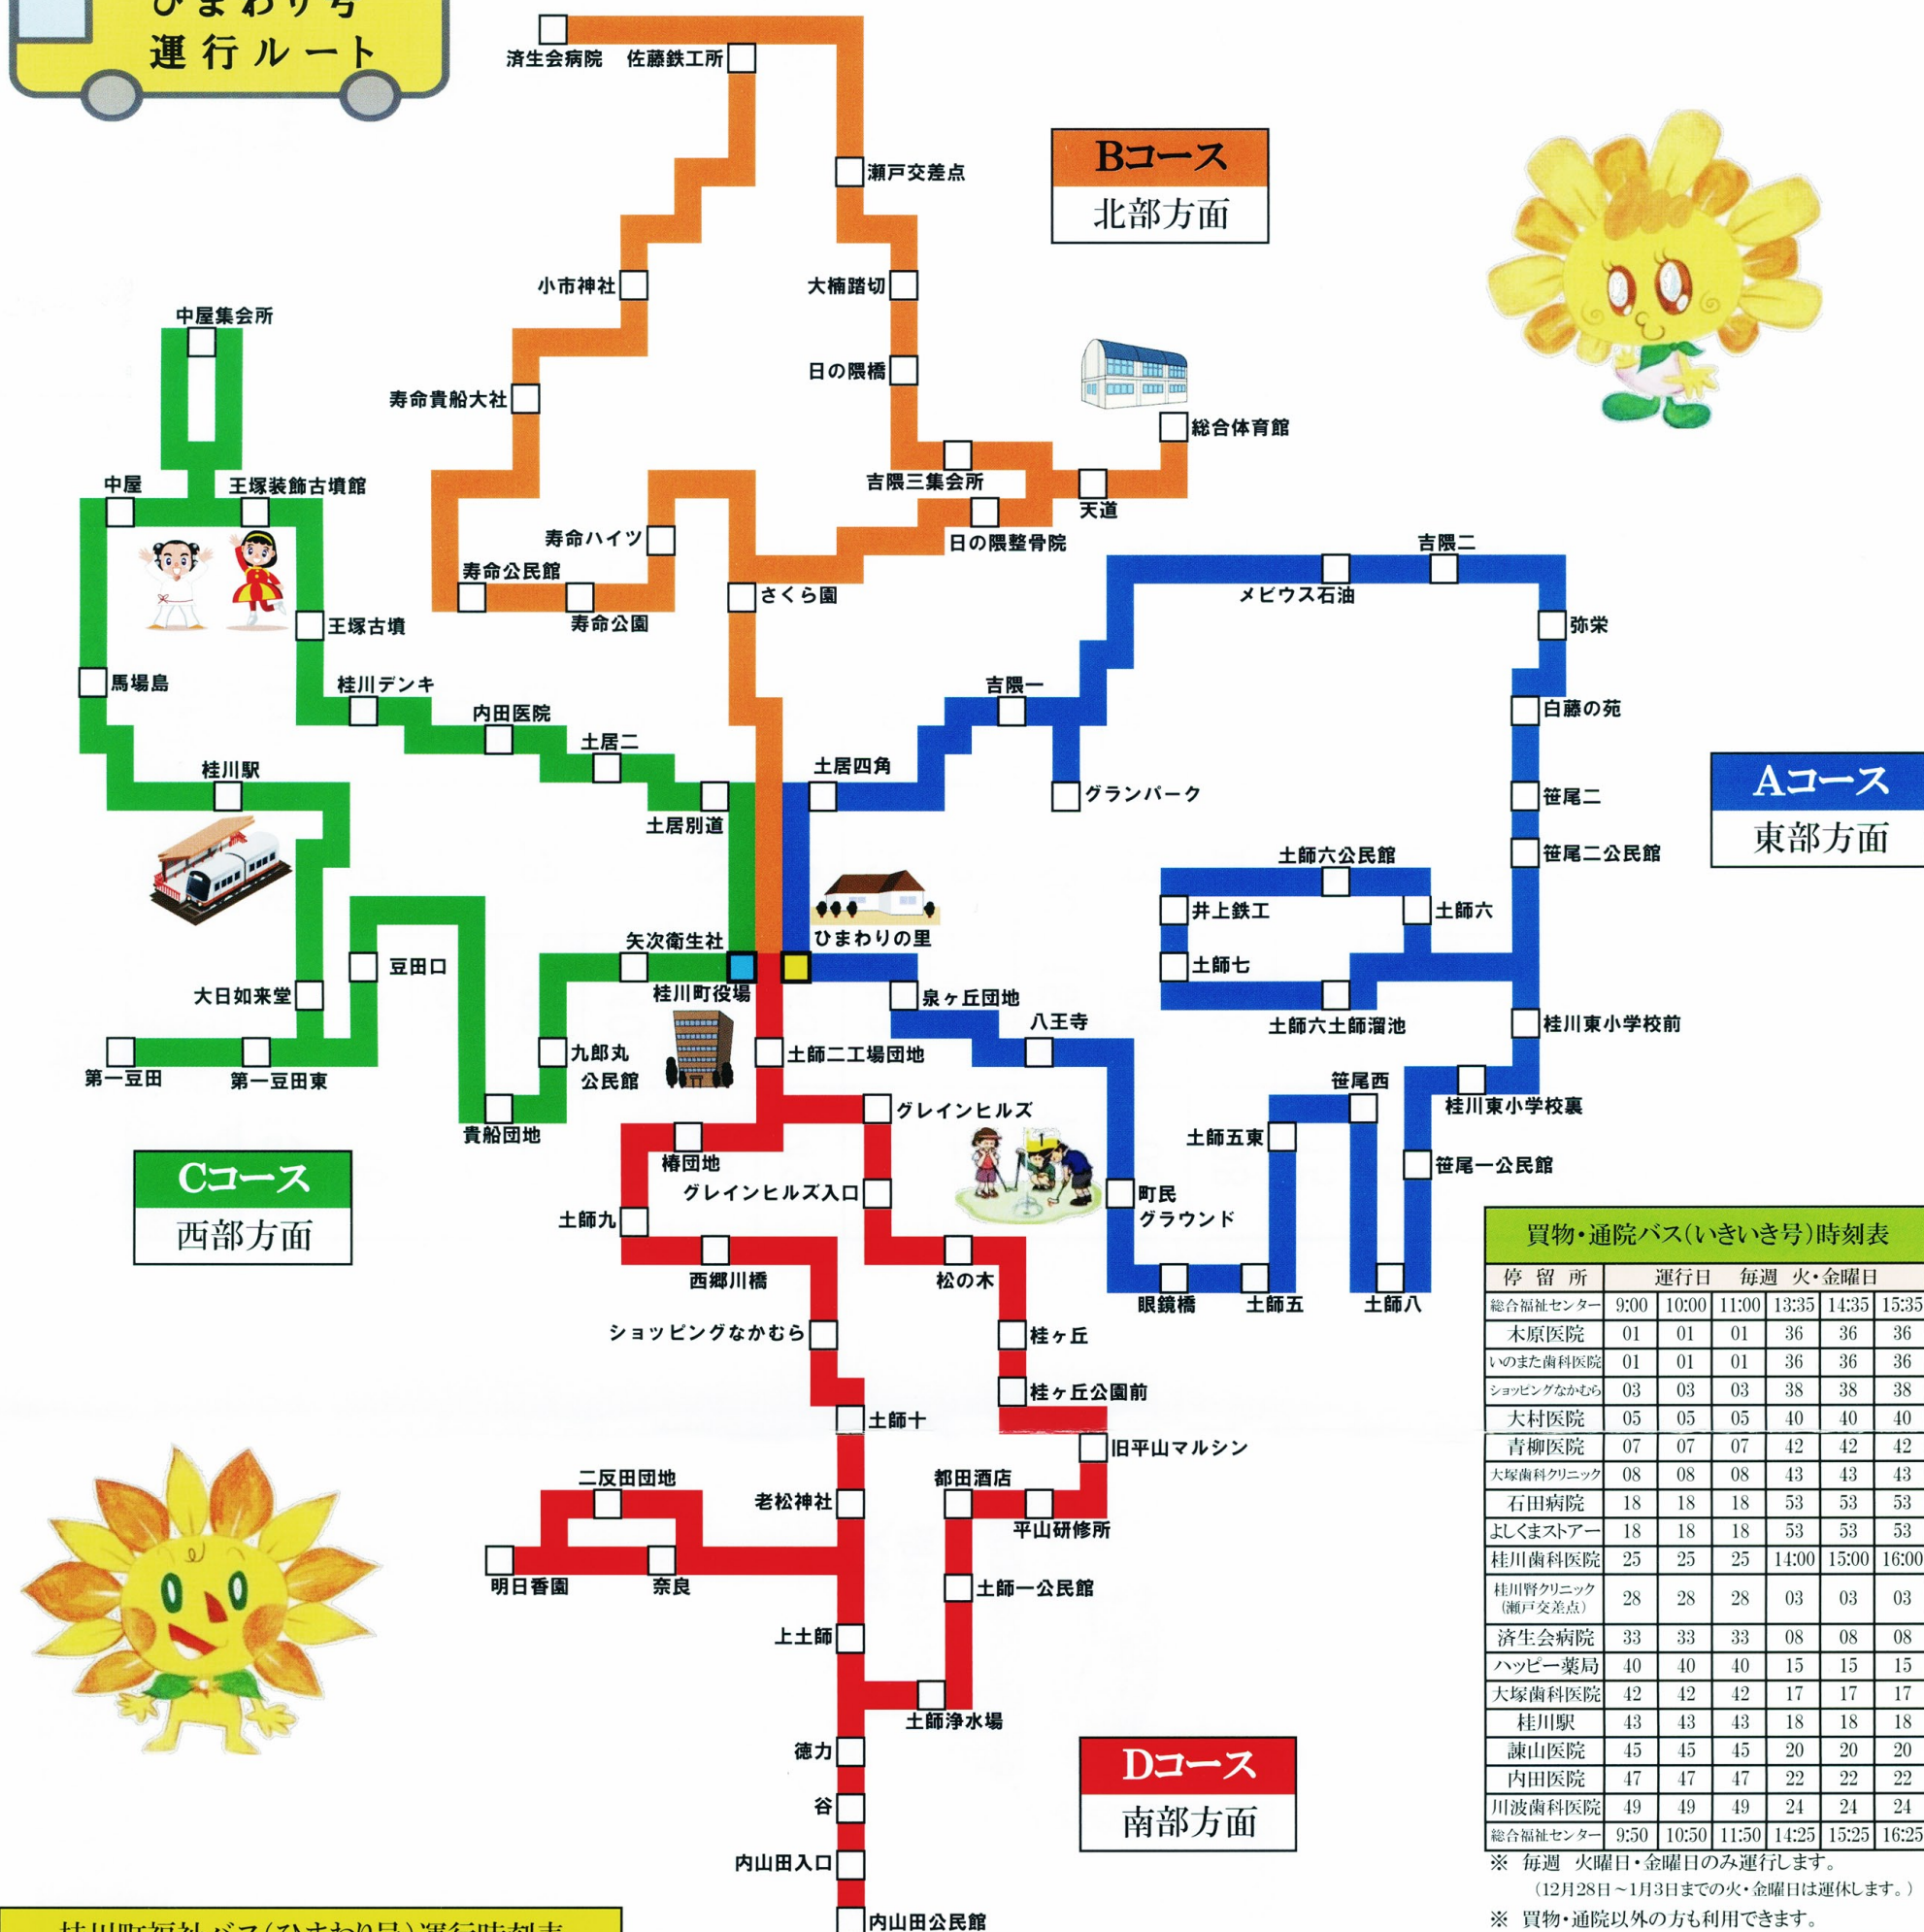 ひまわり号
運行ルート
済生会病院
佐藤鉄工所
瀬戸交差点
Bコース
北部方面
小市神社
大楠踏切
中屋集会所
日の隈橋
寿命貴船大社
総合体育館
吉隈三集会所
天道
中屋
王塚装飾古墳館
寿命ハイツ
日の隈整骨院
寿命公民館
寿命公園
さくら園
吉隈二
メビウス石油
弥栄
王塚古墳
馬場島
桂川デンキ
吉隈一
内田医院
白藤の苑
土居二
桂川駅
土居四角
グランパーク
土居別道
笹尾二
Aコース
東部方面
土師六公民館
笹尾二公民館
井上鉄工
土師六
矢次衛生社
ひまわりの里
豆田口
土師七
桂川町役場
大日如来堂
泉ヶ丘団地
土師六土師溜池
桂川東小学校前
八王寺
九郎丸
公民館
土師二工場団地
第一豆田
第一豆田東
笹尾西
桂川東小学校裏
グレインヒルズ
貴船団地
土師五東
椿団地
笹尾一公民館
Cコース
西部方面
グレインヒルズ入口
町民
グラウンド
土師九
西郷川橋
松の木
眼鏡橋
土師五
土師八
ショッピングなかむら
桂ヶ丘
桂ヶ丘公園前
土師十
旧平山マルシン
二反田団地
都田酒店
老松神社
平山研修所
明日香園
奈良
土師一公民館
上土師
土師浄水場
徳力
Dコース
南部方面
谷
内山田入口
内山田公民館
買物・通院バス(いきいき号)時刻表
停留所 運行日 毎週 火・金曜日
総合福祉センター 9:00 10:00 11:00 13:35 14:35 15:35
木原医院 01 01 01 36 36 36
いのまた歯科医院 01 01 01 36 36 36
ショッピングなかむら 03 03 03 38 38 38
大村医院 05 05 05 40 40 40
青柳医院 07 07 07 42 42 42
大塚歯科クリニック 08 08 08 43 43 43
石田病院 18 18 18 53 53 53
よしくまストアー 18 18 18 53 53 53
桂川歯科医院 25 25 25 14:00 15:00 16:00
桂川腎クリニック
(瀬戸交差点) 28 28 28 03 03 03
済生会病院 33 33 33 08 08 08
ハッピー薬局 40 40 40 15 15 15
大塚歯科医院 42 42 42 17 17 17
桂川駅 43 43 43 18 18 18
諫山医院 45 45 45 20 20 20
内田医院 47 47 47 22 22 22
川波歯科医院 49 49 49 24 24 24
総合福祉センター 9:50 10:50 11:50 14:25 15:25 16:25
※ 毎週 火曜日・金曜日のみ運行します。
(12月28日～1月3日までの火・金曜日は運休します。)
※ 買物・通院以外の方も利用できます。
桂川町福祉バス(ひまわり号)運行時刻表